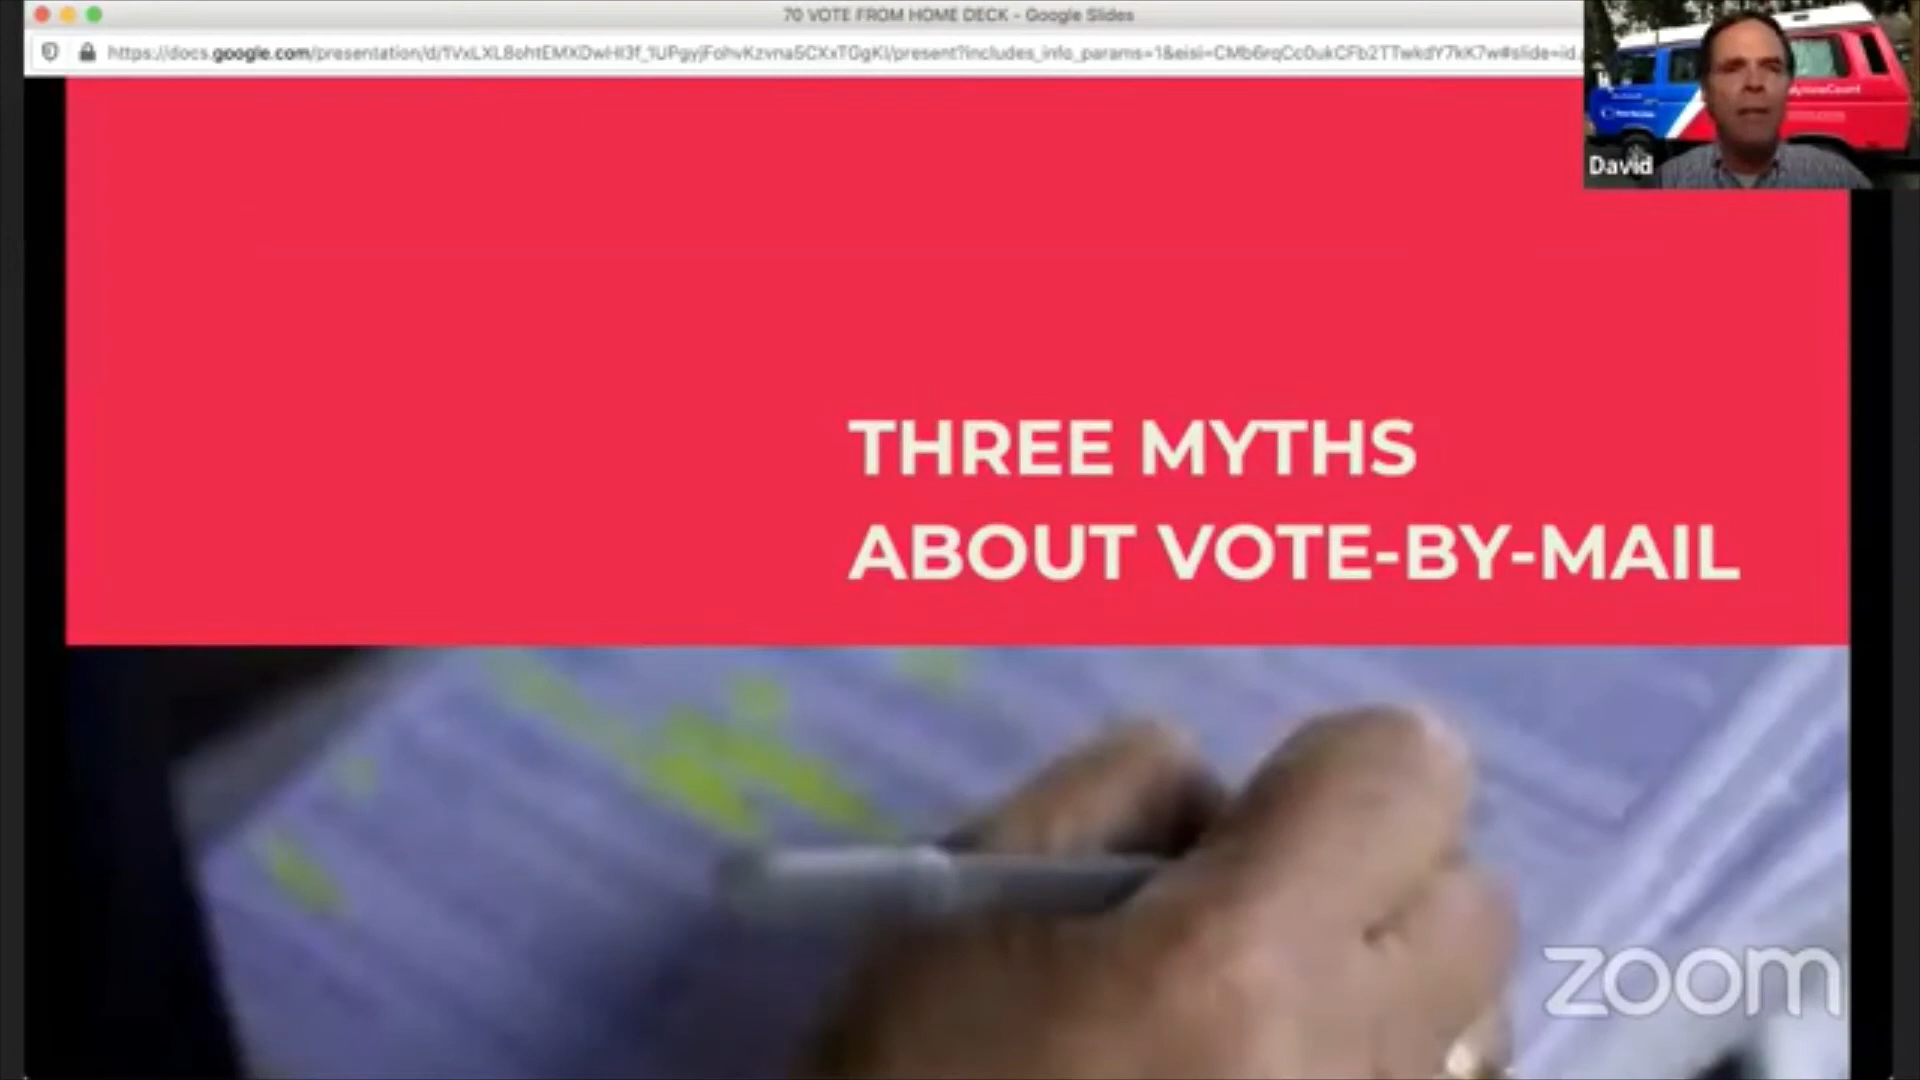 70 VOTE FROM HOME DECK - Google Slides
David
THREE MYTHS
ABOUT VOTE-BY-MAIL
zoom